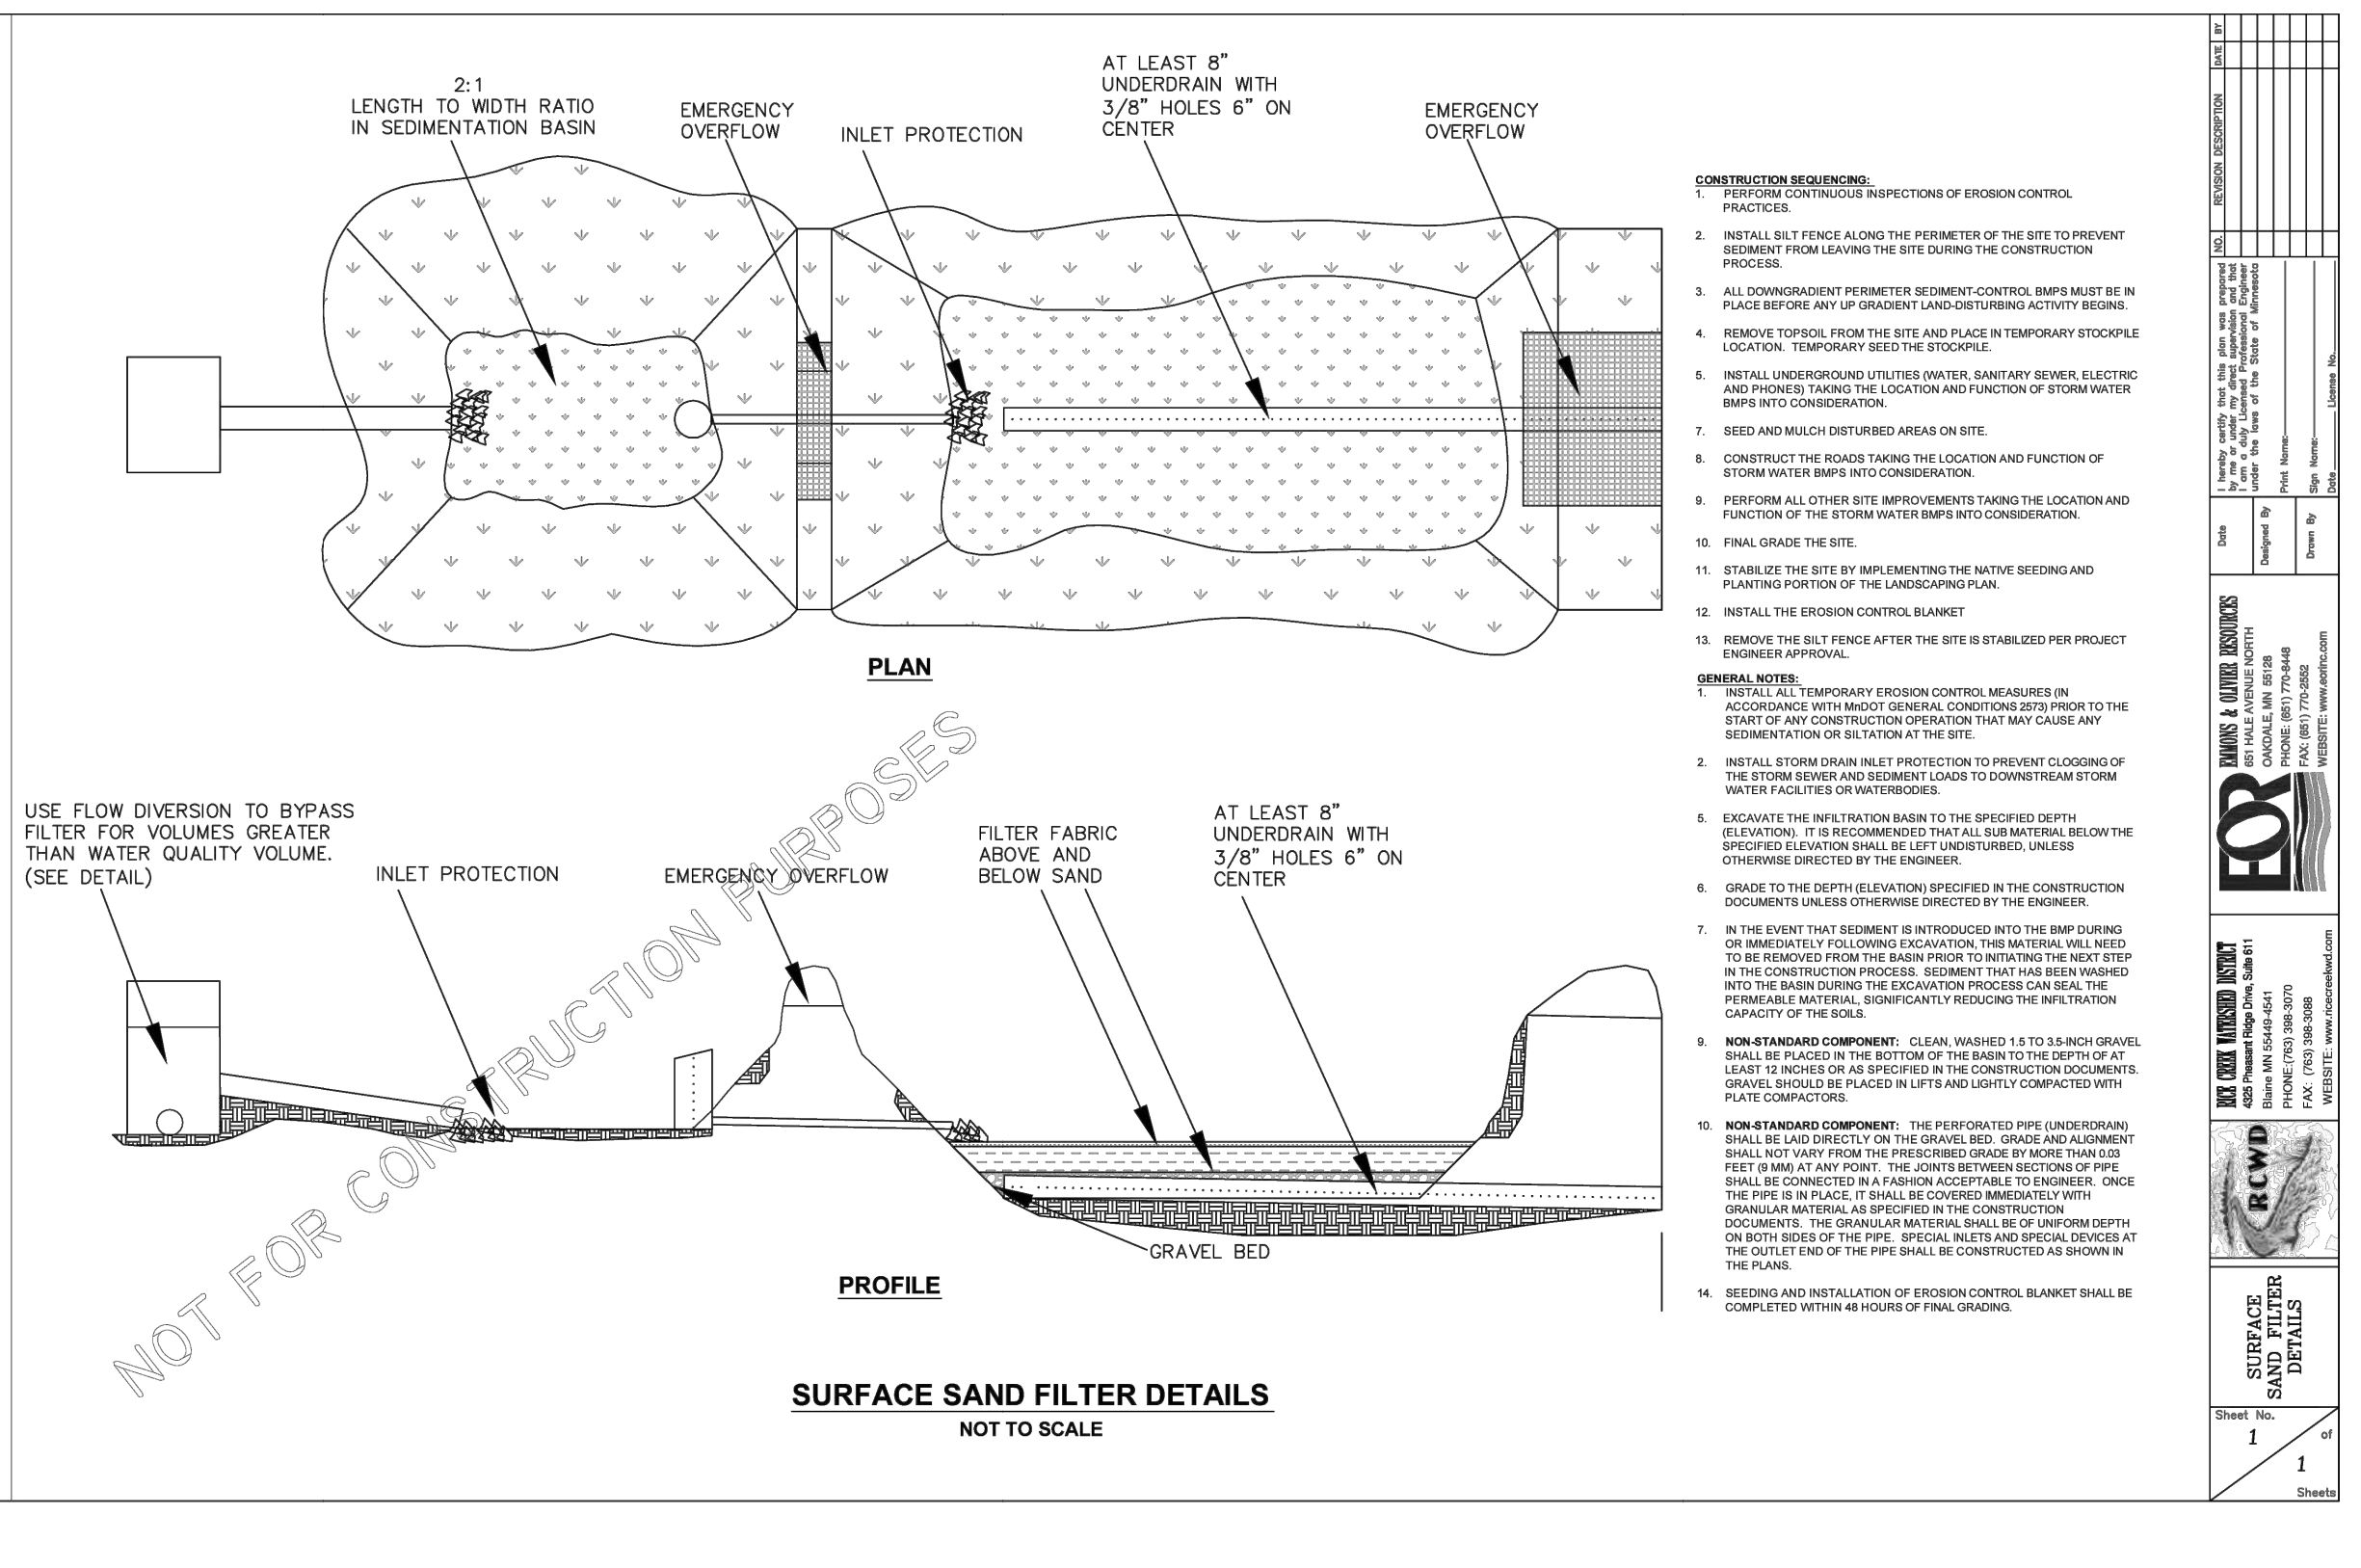 2:1
LENGTH TO WIDTH RATIO
IN SEDIMENTATION BASIN
EMERGENCY
OVERFLOW
INLET PROTECTION
AT LEAST 8”
UNDERDRAIN WITH
3/8” HOLES 6” ON
CENTER
EMERGENCY
OVERFLOW
PLAN
USE FLOW DIVERSION TO BYPASS
FILTER FOR VOLUMES GREATER
THAN WATER QUALITY VOLUME.
(SEE DETAIL)
INLET PROTECTION
EMERGENCY OVERFLOW
FILTER FABRIC
ABOVE AND
BELOW SAND
AT LEAST 8”
UNDERDRAIN WITH
3/8” HOLES 6” ON
CENTER
GRAVEL BED
PROFILE
NOT FOR CONSTRUCTION PURPOSES
SURFACE SAND FILTER DETAILS
NOT TO SCALE
CONSTRUCTION SEQUENCING:
1. PERFORM CONTINUOUS INSPECTIONS OF EROSION CONTROL
PRACTICES.
2. INSTALL SILT FENCE ALONG THE PERIMETER OF THE SITE TO PREVENT
SEDIMENT FROM LEAVING THE SITE DURING THE CONSTRUCTION
PROCESS.
3. ALL DOWNGRADIENT PERIMETER SEDIMENT-CONTROL BMPS MUST BE IN
PLACE BEFORE ANY UP GRADIENT LAND-DISTURBING ACTIVITY BEGINS.
4. REMOVE TOPSOIL FROM THE SITE AND PLACE IN TEMPORARY STOCKPILE
LOCATION. TEMPORARY SEED THE STOCKPILE.
5. INSTALL UNDERGROUND UTILITIES (WATER, SANITARY SEWER, ELECTRIC
AND PHONES) TAKING THE LOCATION AND FUNCTION OF STORM WATER
BMPS INTO CONSIDERATION.
7. SEED AND MULCH DISTURBED AREAS ON SITE.
8. CONSTRUCT THE ROADS TAKING THE LOCATION AND FUNCTION OF
STORM WATER BMPS INTO CONSIDERATION.
9. PERFORM ALL OTHER SITE IMPROVEMENTS TAKING THE LOCATION AND
FUNCTION OF THE STORM WATER BMPS INTO CONSIDERATION.
10. FINAL GRADE THE SITE.
11. STABILIZE THE SITE BY IMPLEMENTING THE NATIVE SEEDING AND
PLANTING PORTION OF THE LANDSCAPING PLAN.
12. INSTALL THE EROSION CONTROL BLANKET
13. REMOVE THE SILT FENCE AFTER THE SITE IS STABILIZED PER PROJECT
ENGINEER APPROVAL.
GENERAL NOTES:
1. INSTALL ALL TEMPORARY EROSION CONTROL MEASURES (IN
ACCORDANCE WITH MnDOT GENERAL CONDITIONS 2573) PRIOR TO THE
START OF ANY CONSTRUCTION OPERATION THAT MAY CAUSE ANY
SEDIMENTATION OR SILTATION AT THE SITE.
2. INSTALL STORM DRAIN INLET PROTECTION TO PREVENT CLOGGING OF
THE STORM SEWER AND SEDIMENT LOADS TO DOWNSTREAM STORM
WATER FACILITIES OR WATERBODIES.
5. EXCAVATE THE INFILTRATION BASIN TO THE SPECIFIED DEPTH
(ELEVATION). IT IS RECOMMENDED THAT ALL SUB MATERIAL BELOW THE
SPECIFIED ELEVATION SHALL BE LEFT UNDISTURBED, UNLESS
OTHERWISE DIRECTED BY THE ENGINEER.
6. GRADE TO THE DEPTH (ELEVATION) SPECIFIED IN THE CONSTRUCTION
DOCUMENTS UNLESS OTHERWISE DIRECTED BY THE ENGINEER.
7. IN THE EVENT THAT SEDIMENT IS INTRODUCED INTO THE BMP DURING
OR IMMEDIATELY FOLLOWING EXCAVATION, THIS MATERIAL WILL NEED
TO BE REMOVED FROM THE BASIN PRIOR TO INITIATING THE NEXT STEP
IN THE CONSTRUCTION PROCESS. SEDIMENT THAT HAS BEEN WASHED
INTO THE BASIN DURING THE EXCAVATION PROCESS CAN SEAL THE
PERMEABLE MATERIAL, SIGNIFICANTLY REDUCING THE INFILTRATION
CAPACITY OF THE SOILS.
9. NON-STANDARD COMPONENT: CLEAN, WASHED 1.5 TO 3.5-INCH GRAVEL
SHALL BE PLACED IN THE BOTTOM OF THE BASIN TO THE DEPTH OF AT
LEAST 12 INCHES OR AS SPECIFIED IN THE CONSTRUCTION DOCUMENTS.
GRAVEL SHOULD BE PLACED IN LIFTS AND LIGHTLY COMPACTED WITH
PLATE COMPACTORS.
10. NON-STANDARD COMPONENT: THE PERFORATED PIPE (UNDERDRAIN)
SHALL BE LAID DIRECTLY ON THE GRAVEL BED. GRADE AND ALIGNMENT
SHALL NOT VARY FROM THE PRESCRIBED GRADE BY MORE THAN 0.03
FEET (9 MM) AT ANY POINT. THE JOINTS BETWEEN SECTIONS OF PIPE
SHALL BE CONNECTED IN A FASHION ACCEPTABLE TO ENGINEER. ONCE
THE PIPE IS IN PLACE, IT SHALL BE COVERED IMMEDIATELY WITH
GRANULAR MATERIAL AS SPECIFIED IN THE CONSTRUCTION
DOCUMENTS. THE GRANULAR MATERIAL SHALL BE OF UNIFORM DEPTH
ON BOTH SIDES OF THE PIPE. SPECIAL INLETS AND SPECIAL DEVICES AT
THE OUTLET END OF THE PIPE SHALL BE CONSTRUCTED AS SHOWN IN
THE PLANS.
14. SEEDING AND INSTALLATION OF EROSION CONTROL BLANKET SHALL BE
COMPLETED WITHIN 48 HOURS OF FINAL GRADING.
NO. REVISION DESCRIPTION DATE BY
I hereby certify that this plan was prepared
by me or under my direct supervision and that
I am a duly Licensed Professional Engineer
under the laws of the State of Minnesota
Print Name:
Sign Name:
Date License No.
Date
Designed By
Drawn By
EOR
EMMONS & OLIVIER RESOURCES
651 HALE AVENUE NORTH
OAKDALE, MN 55128
PHONE: (651) 770-8448
FAX: (651) 770-2552
WEBSITE: www.eorinc.com
RICE CREEK WATERSHED DISTRICT
4325 Pheasant Ridge Drive, Suite 611
Blaine MN 55449-4541
PHONE:(763) 398-3070
FAX: (763) 398-3088
WEBSITE: www.ricecreekwd.com
RCWD
SURFACE
SAND FILTER
DETAILS
Sheet No.
1
of
1
Sheets